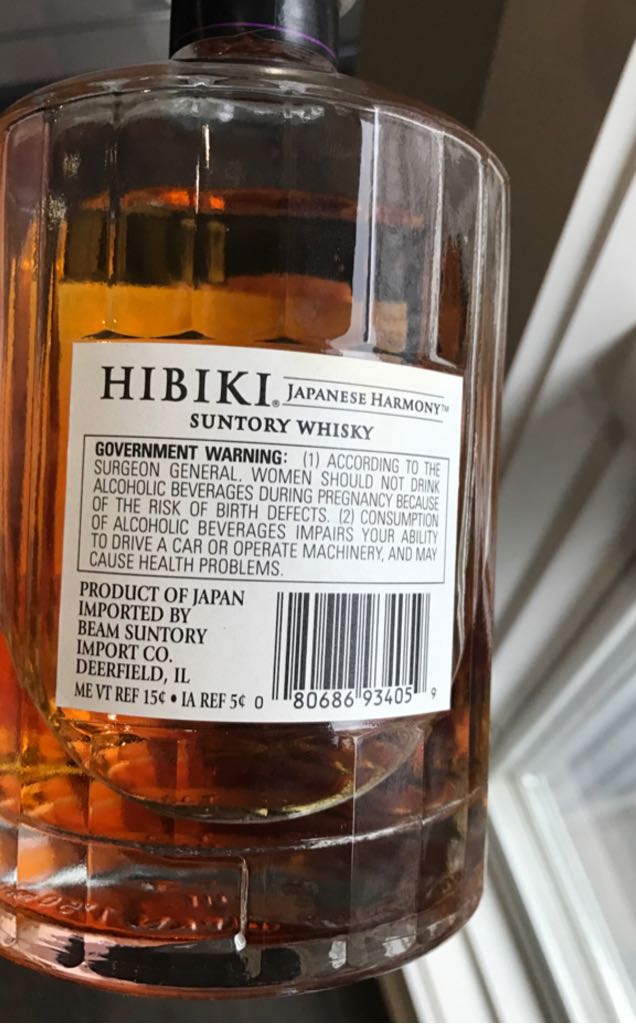 HIBIKI® JAPANESE HARMONY™
SUNTORY WHISKY
GOVERNMENT WARNING: (1) ACCORDING TO THE
SURGEON GENERAL, WOMEN SHOULD NOT DRINK
ALCOHOLIC BEVERAGES DURING PREGNANCY BECAUSE
OF THE RISK OF BIRTH DEFECTS. (2) CONSUMPTION
OF ALCOHOLIC BEVERAGES IMPAIRS YOUR ABILITY
TO DRIVE A CAR OR OPERATE MACHINERY, AND MAY
CAUSE HEALTH PROBLEMS.
PRODUCT OF JAPAN
IMPORTED BY
BEAM SUNTORY
IMPORT CO.
DEERFIELD, IL
ME VT REF 15¢ • IA REF 5¢
0 80686 93405 9